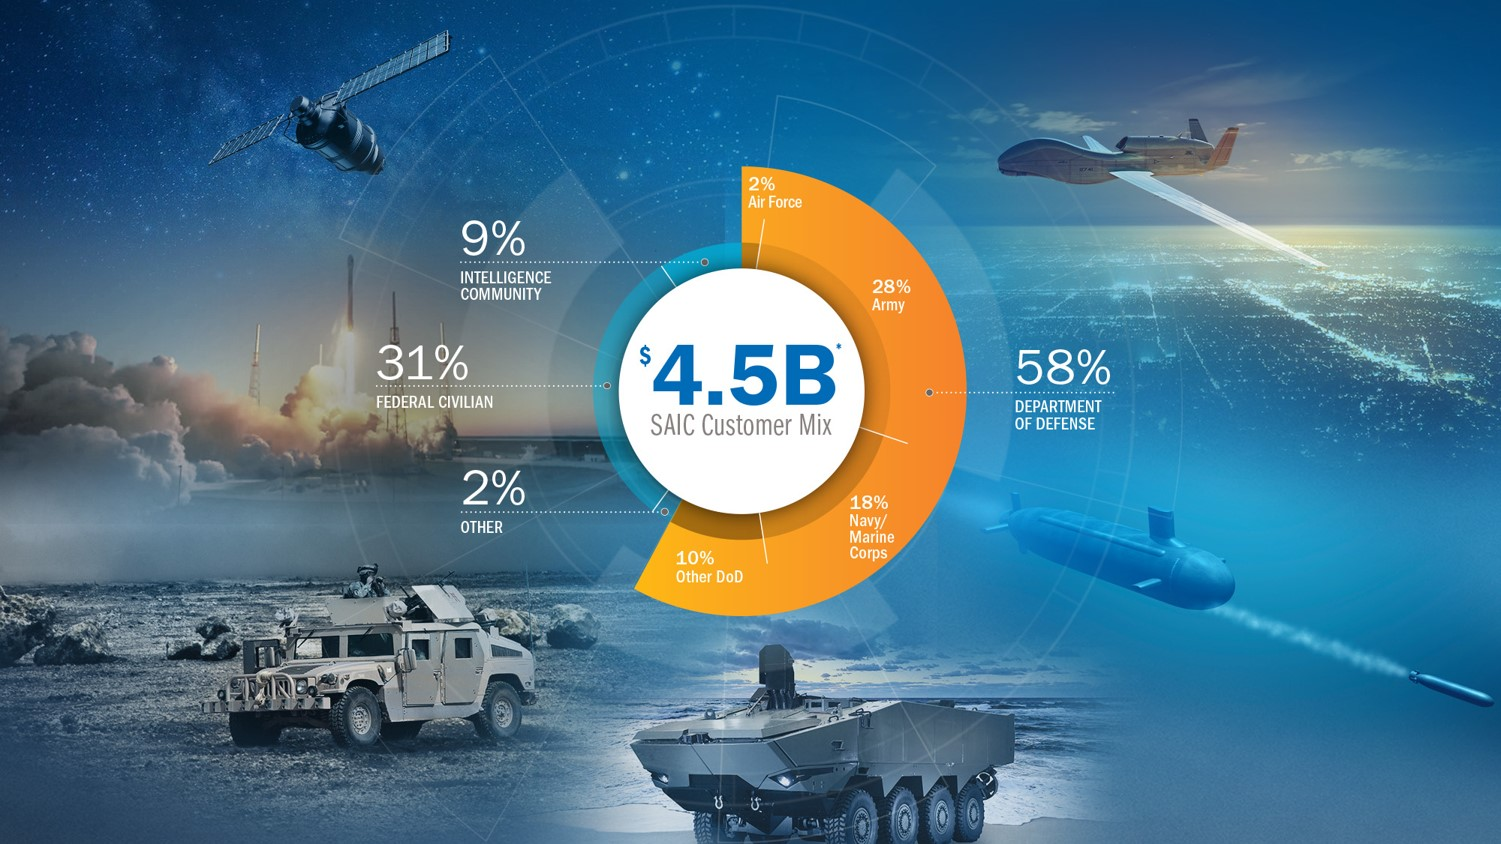 2%
Air Force
9%
INTELLIGENCE
COMMUNITY
28%
Army
31%
FEDERAL CIVILIAN
$4.5B*
SAIC Customer Mix
58%
DEPARTMENT
OF DEFENSE
2%
OTHER
18%
Navy/
Marine
Corps
10%
Other DoD